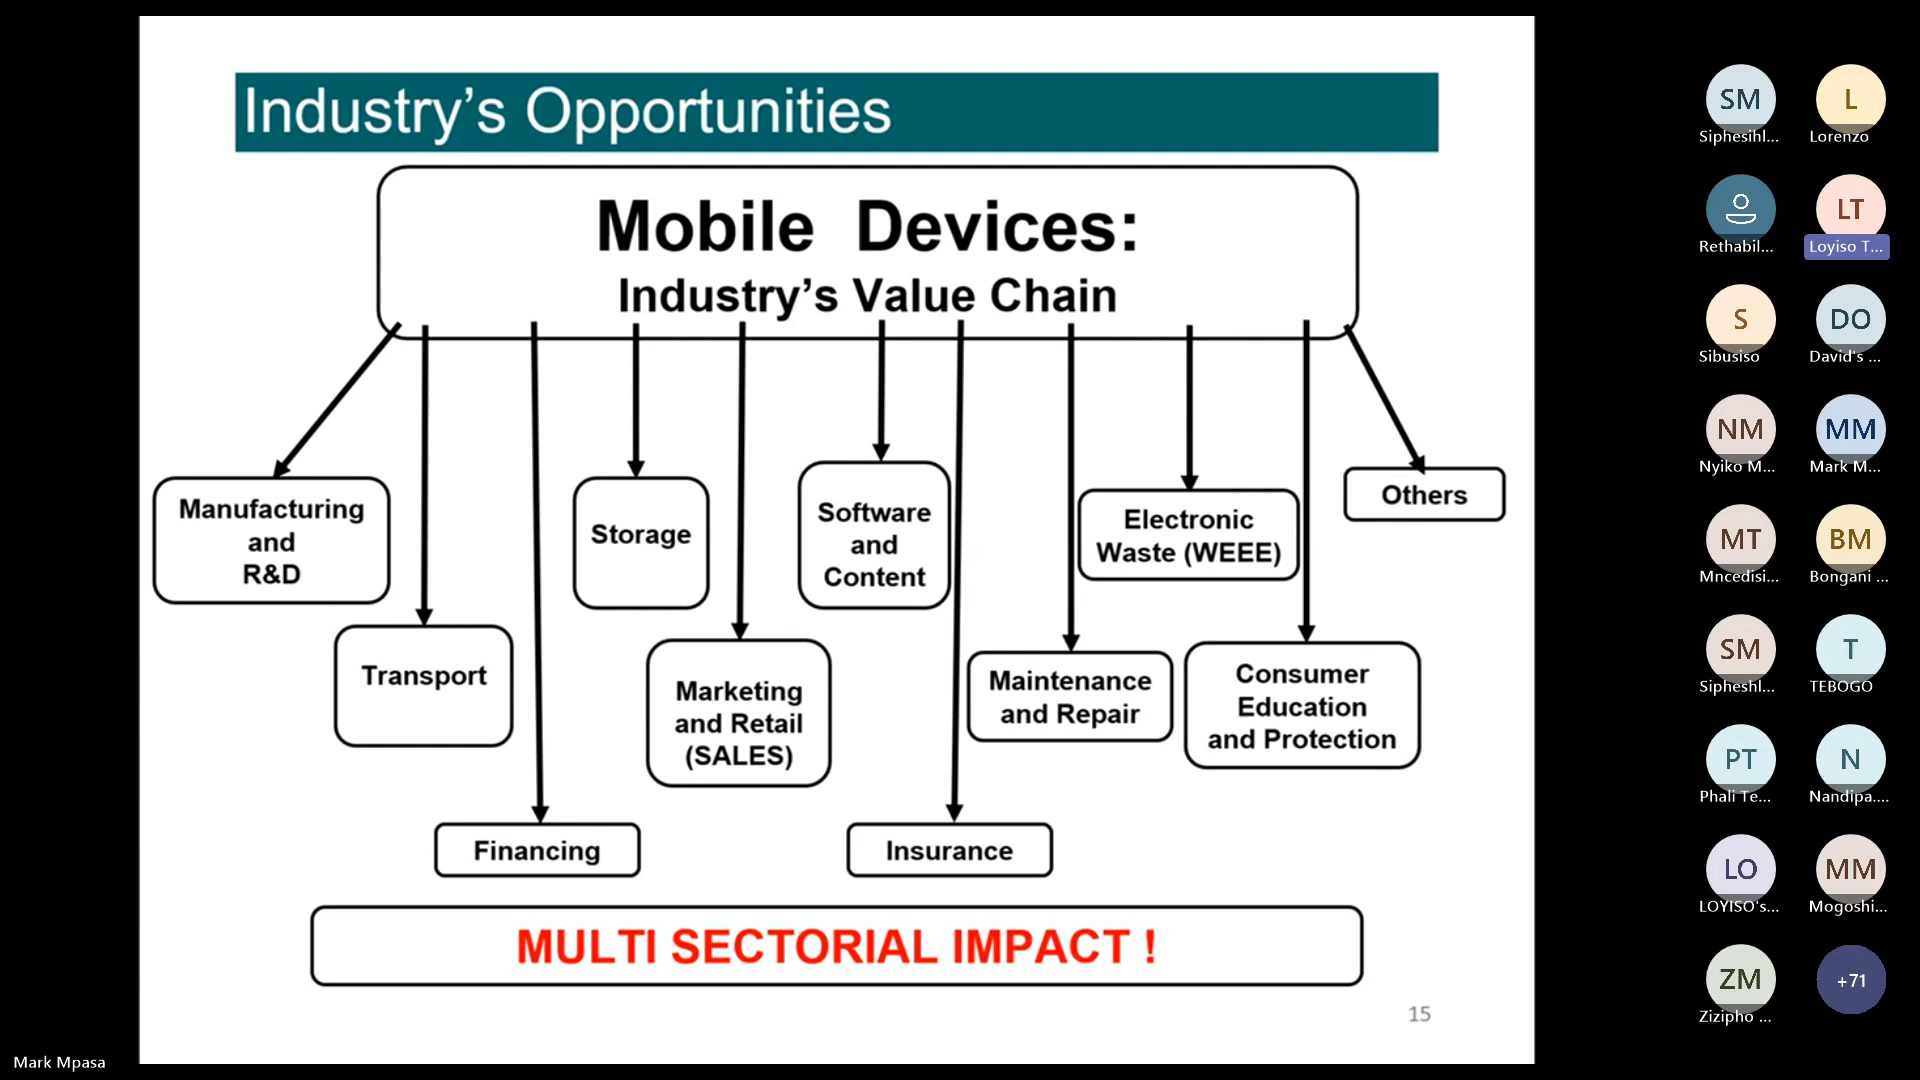 Industry's Opportunities
Mobile Devices:
Industry's Value Chain
Manufacturing
and
R&D
Storage
Software
and
Content
Electronic
Waste (WEEE)
Others
Transport
Marketing
and Retail
(SALES)
Maintenance
and Repair
Consumer
Education
and Protection
Financing
Insurance
MULTI SECTORIAL IMPACT !
15
Mark Mpasa
SM
Siphesihl...
L
Lorenzo
Rethabil...
LT
Loyiso T...
S
Sibusiso
DO
David's ...
NM
Nyiko M...
MM
Mark M...
MT
Mncedisi...
BM
Bongani ...
SM
Sipheshl...
T
TEBOGO
PT
Phali Te...
N
Nandipa....
LO
LOYISO's...
MM
Mogoshi...
ZM
Zizipho ...
+71